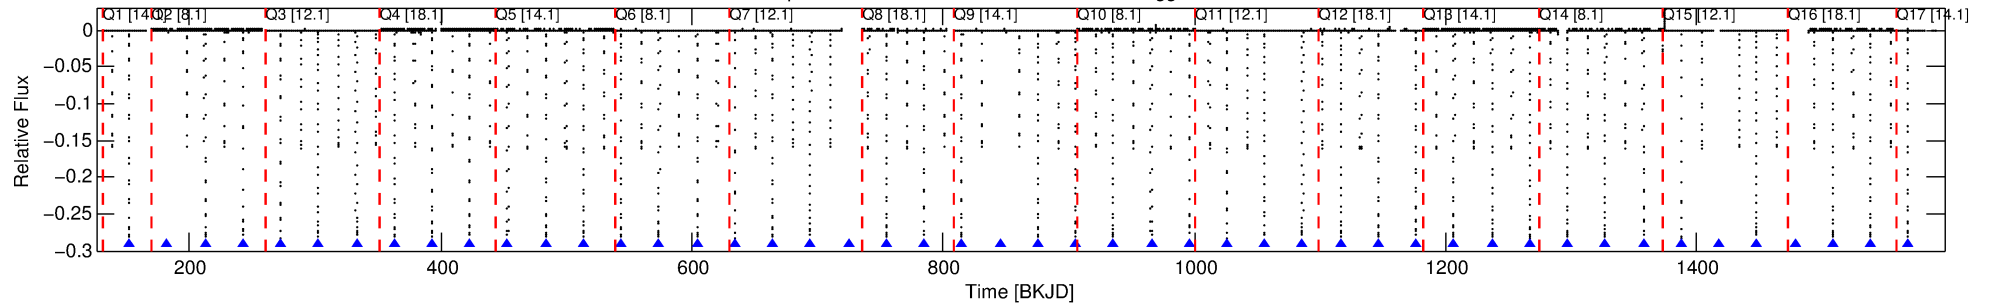 Q1 [14.1] Q2 [8.1] Q3 [12.1] Q4 [18.1] Q5 [14.1] Q6 [8.1] Q7 [12.1] Q8 [18.1] Q9 [14.1] Q10 [8.1] Q11 [12.1] Q12 [18.1] Q13 [14.1] Q14 [8.1] Q15 [12.1] Q16 [18.1] Q17 [14.1]
0
−0.05
−0.1
−0.15
−0.2
−0.25
−0.3
Relative Flux
200 400 600 800 1000 1200 1400
Time [BKJD]